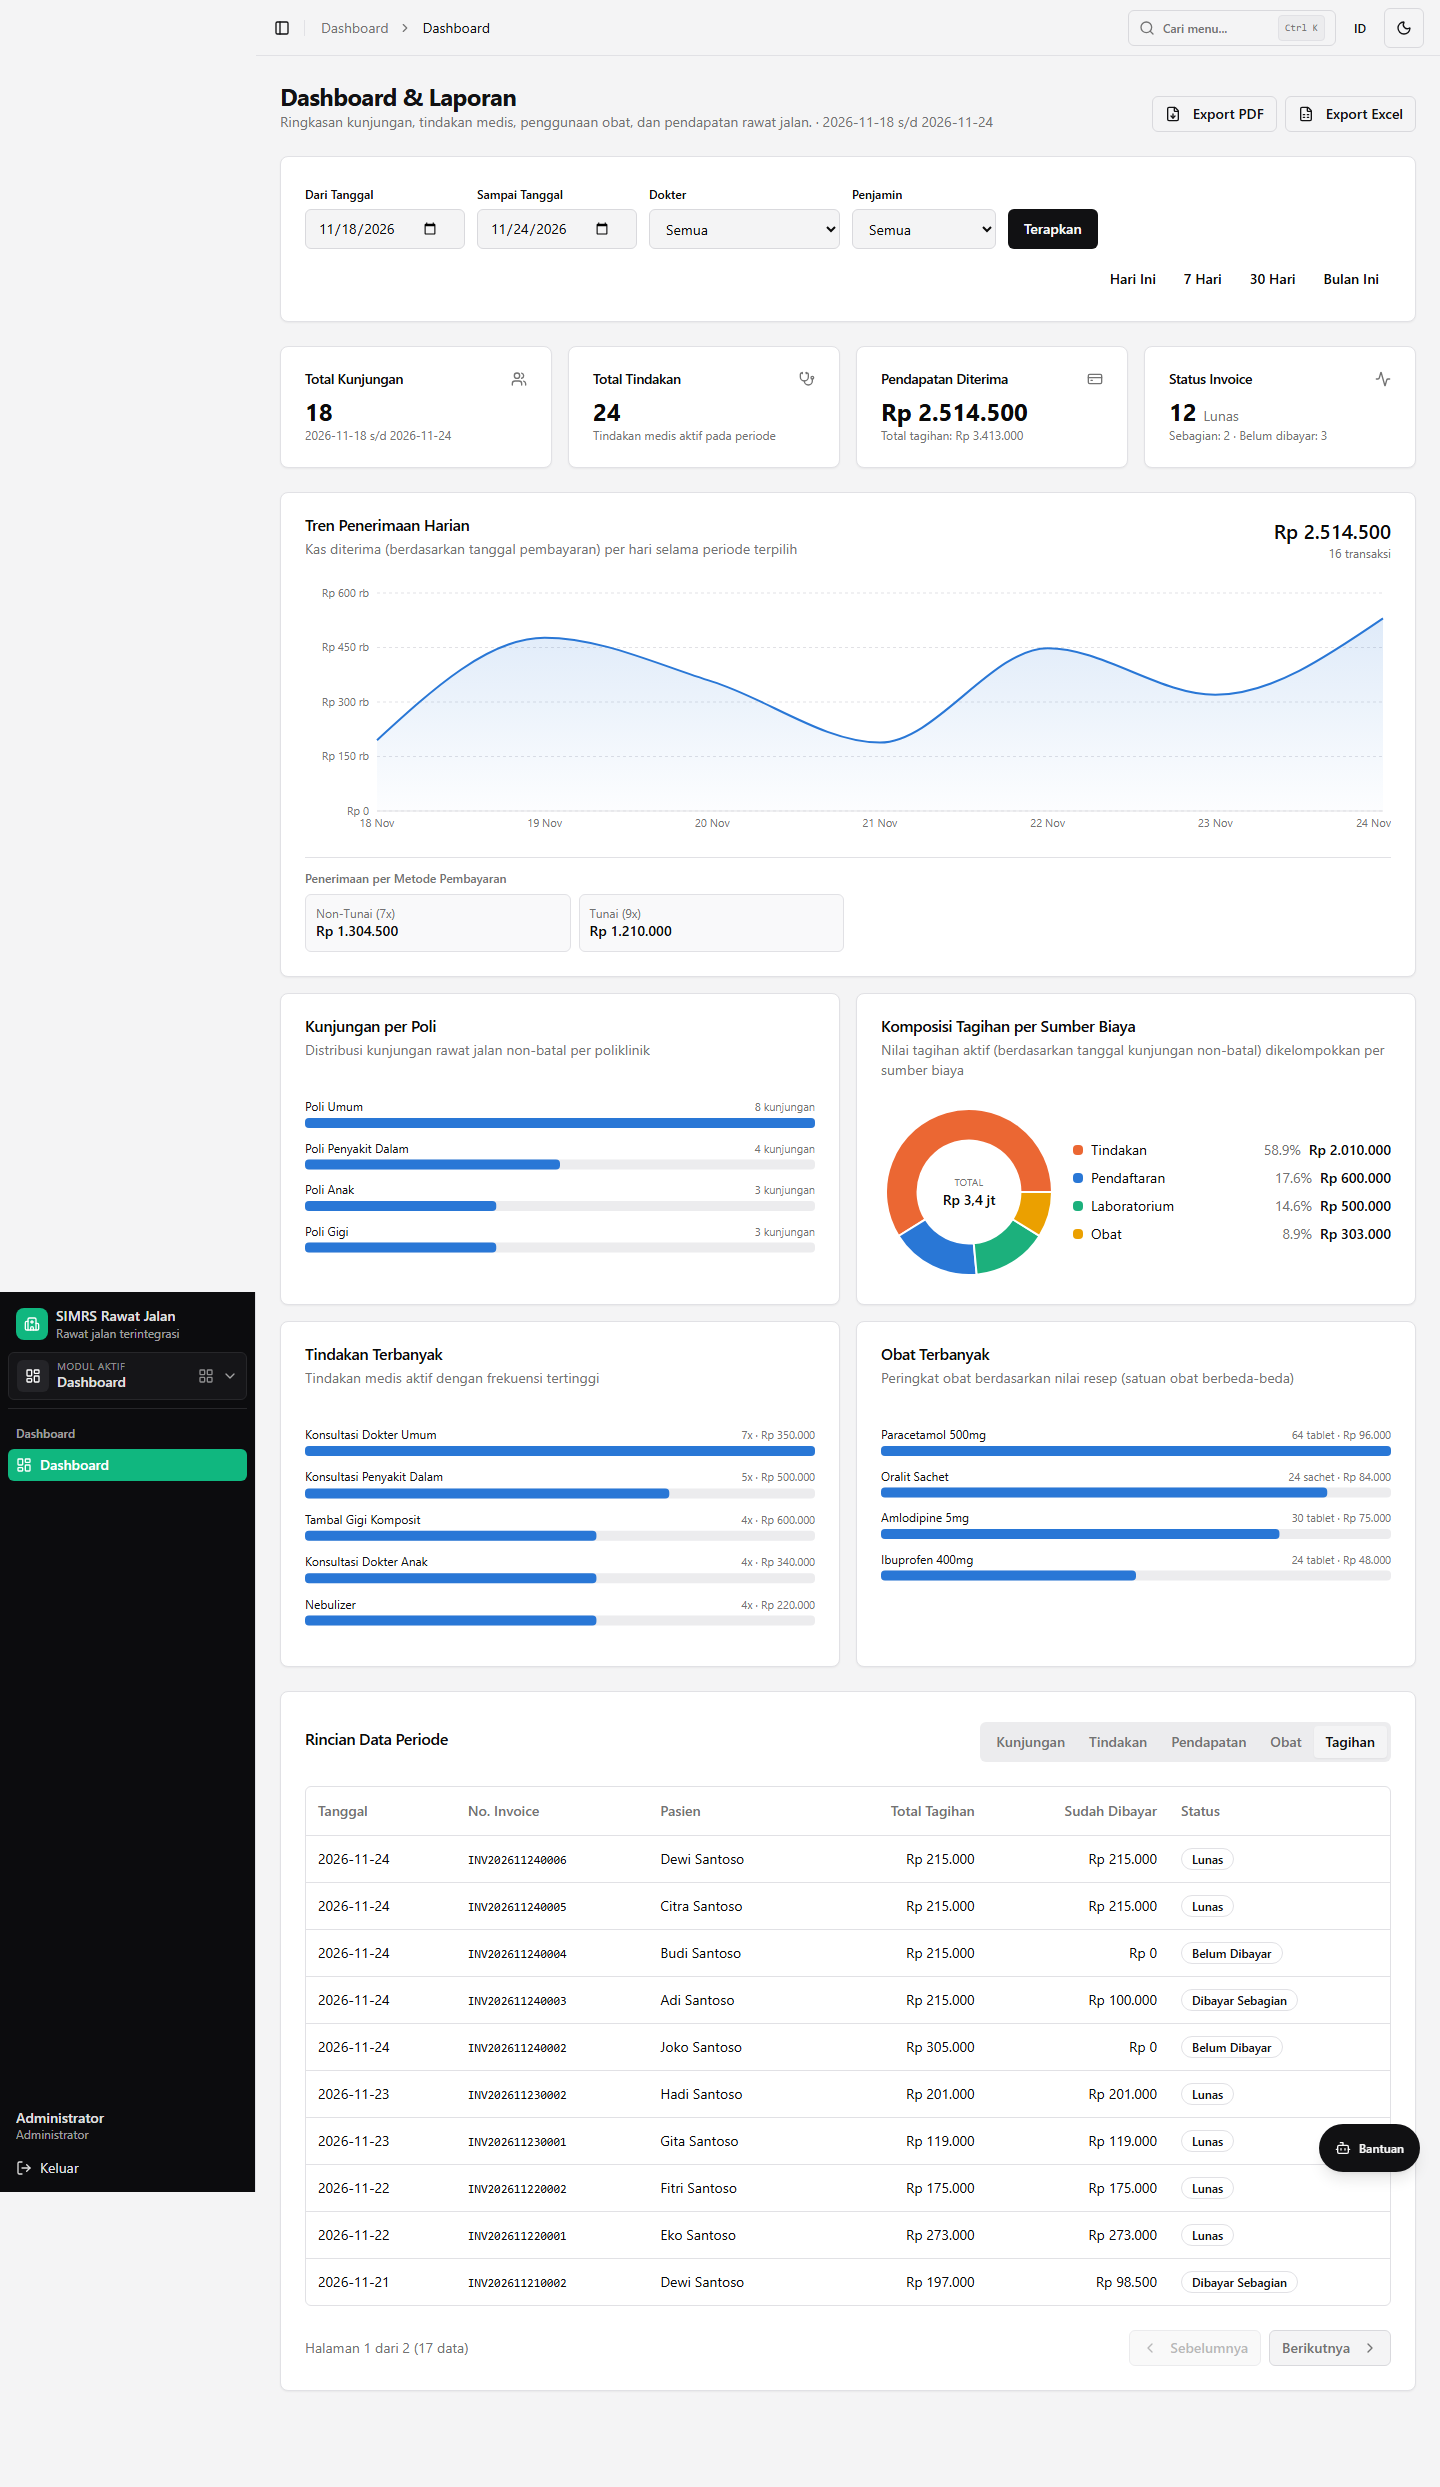 Dashboard > Dashboard
Cari menu... Ctrl K
ID
Dashboard & Laporan
Ringkasan kunjungan, tindakan medis, penggunaan obat, dan pendapatan rawat jalan. · 2026-11-18 s/d 2026-11-24
Export PDF
Export Excel
Dari Tanggal
11/18/2026
Sampai Tanggal
11/24/2026
Dokter
Semua
Penjamin
Semua
Terapkan
Hari Ini
7 Hari
30 Hari
Bulan Ini
Total Kunjungan
18
2026-11-18 s/d 2026-11-24
Total Tindakan
24
Tindakan medis aktif pada periode
Pendapatan Diterima
Rp 2.514.500
Total tagihan: Rp 3.413.000
Status Invoice
12 Lunas
Sebagian: 2 · Belum dibayar: 3
Tren Penerimaan Harian
Kas diterima (berdasarkan tanggal pembayaran) per hari selama periode terpilih
Rp 2.514.500
16 transaksi
Rp 600 rb
Rp 450 rb
Rp 300 rb
Rp 150 rb
Rp 0
18 Nov
19 Nov
20 Nov
21 Nov
22 Nov
23 Nov
24 Nov
Penerimaan per Metode Pembayaran
Non-Tunai (7x)
Rp 1.304.500
Tunai (9x)
Rp 1.210.000
Kunjungan per Poli
Distribusi kunjungan rawat jalan non-batal per poliklinik
Poli Umum 8 kunjungan
Poli Penyakit Dalam 4 kunjungan
Poli Anak 3 kunjungan
Poli Gigi 3 kunjungan
Komposisi Tagihan per Sumber Biaya
Nilai tagihan aktif (berdasarkan tanggal kunjungan non-batal) dikelompokkan per
sumber biaya
TOTAL
Rp 3,4 jt
Tindakan 58.9% Rp 2.010.000
Pendaftaran 17.6% Rp 600.000
Laboratorium 14.6% Rp 500.000
Obat 8.9% Rp 303.000
SIMRS Rawat Jalan
Rawat jalan terintegrasi
MODUL AKTIF
Dashboard
Dashboard
Dashboard
Administrator
Administrator
Keluar
Tindakan Terbanyak
Tindakan medis aktif dengan frekuensi tertinggi
Konsultasi Dokter Umum 7x · Rp 350.000
Konsultasi Penyakit Dalam 5x · Rp 500.000
Tambal Gigi Komposit 4x · Rp 600.000
Konsultasi Dokter Anak 4x · Rp 340.000
Nebulizer 4x · Rp 220.000
Obat Terbanyak
Peringkat obat berdasarkan nilai resep (satuan obat berbeda-beda)
Paracetamol 500mg 64 tablet · Rp 96.000
Oralit Sachet 24 sachet · Rp 84.000
Amlodipine 5mg 30 tablet · Rp 75.000
Ibuprofen 400mg 24 tablet · Rp 48.000
Rincian Data Periode
Kunjungan Tindakan Pendapatan Obat Tagihan
Tanggal No. Invoice Pasien Total Tagihan Sudah Dibayar Status
2026-11-24 INV202611240006 Dewi Santoso Rp 215.000 Rp 215.000 Lunas
2026-11-24 INV202611240005 Citra Santoso Rp 215.000 Rp 215.000 Lunas
2026-11-24 INV202611240004 Budi Santoso Rp 215.000 Rp 0 Belum Dibayar
2026-11-24 INV202611240003 Adi Santoso Rp 215.000 Rp 100.000 Dibayar Sebagian
2026-11-24 INV202611240002 Joko Santoso Rp 305.000 Rp 0 Belum Dibayar
2026-11-23 INV202611230002 Hadi Santoso Rp 201.000 Rp 201.000 Lunas
2026-11-23 INV202611230001 Gita Santoso Rp 119.000 Rp 119.000 Lunas
2026-11-22 INV202611220002 Fitri Santoso Rp 175.000 Rp 175.000 Lunas
2026-11-22 INV202611220001 Eko Santoso Rp 273.000 Rp 273.000 Lunas
2026-11-21 INV202611210002 Dewi Santoso Rp 197.000 Rp 98.500 Dibayar Sebagian
Bantuan
Halaman 1 dari 2 (17 data)
Sebelumnya
Berikutnya